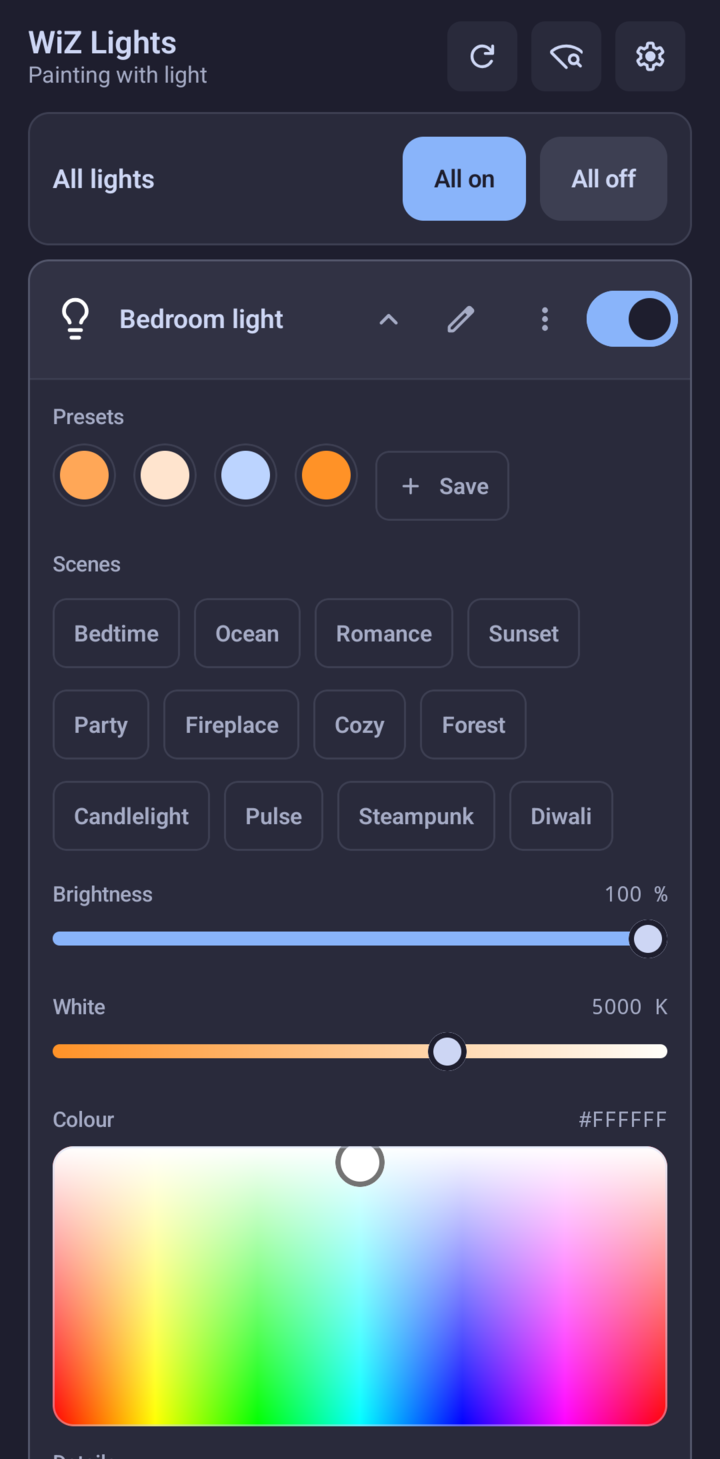 WiZ Lights
Painting with light
All lights
All on
All off
Bedroom light
Presets
+ Save
Scenes
Bedtime
Ocean
Romance
Sunset
Party
Fireplace
Cozy
Forest
Candlelight
Pulse
Steampunk
Diwali
Brightness
100 %
White
5000 K
Colour
#FFFFFF